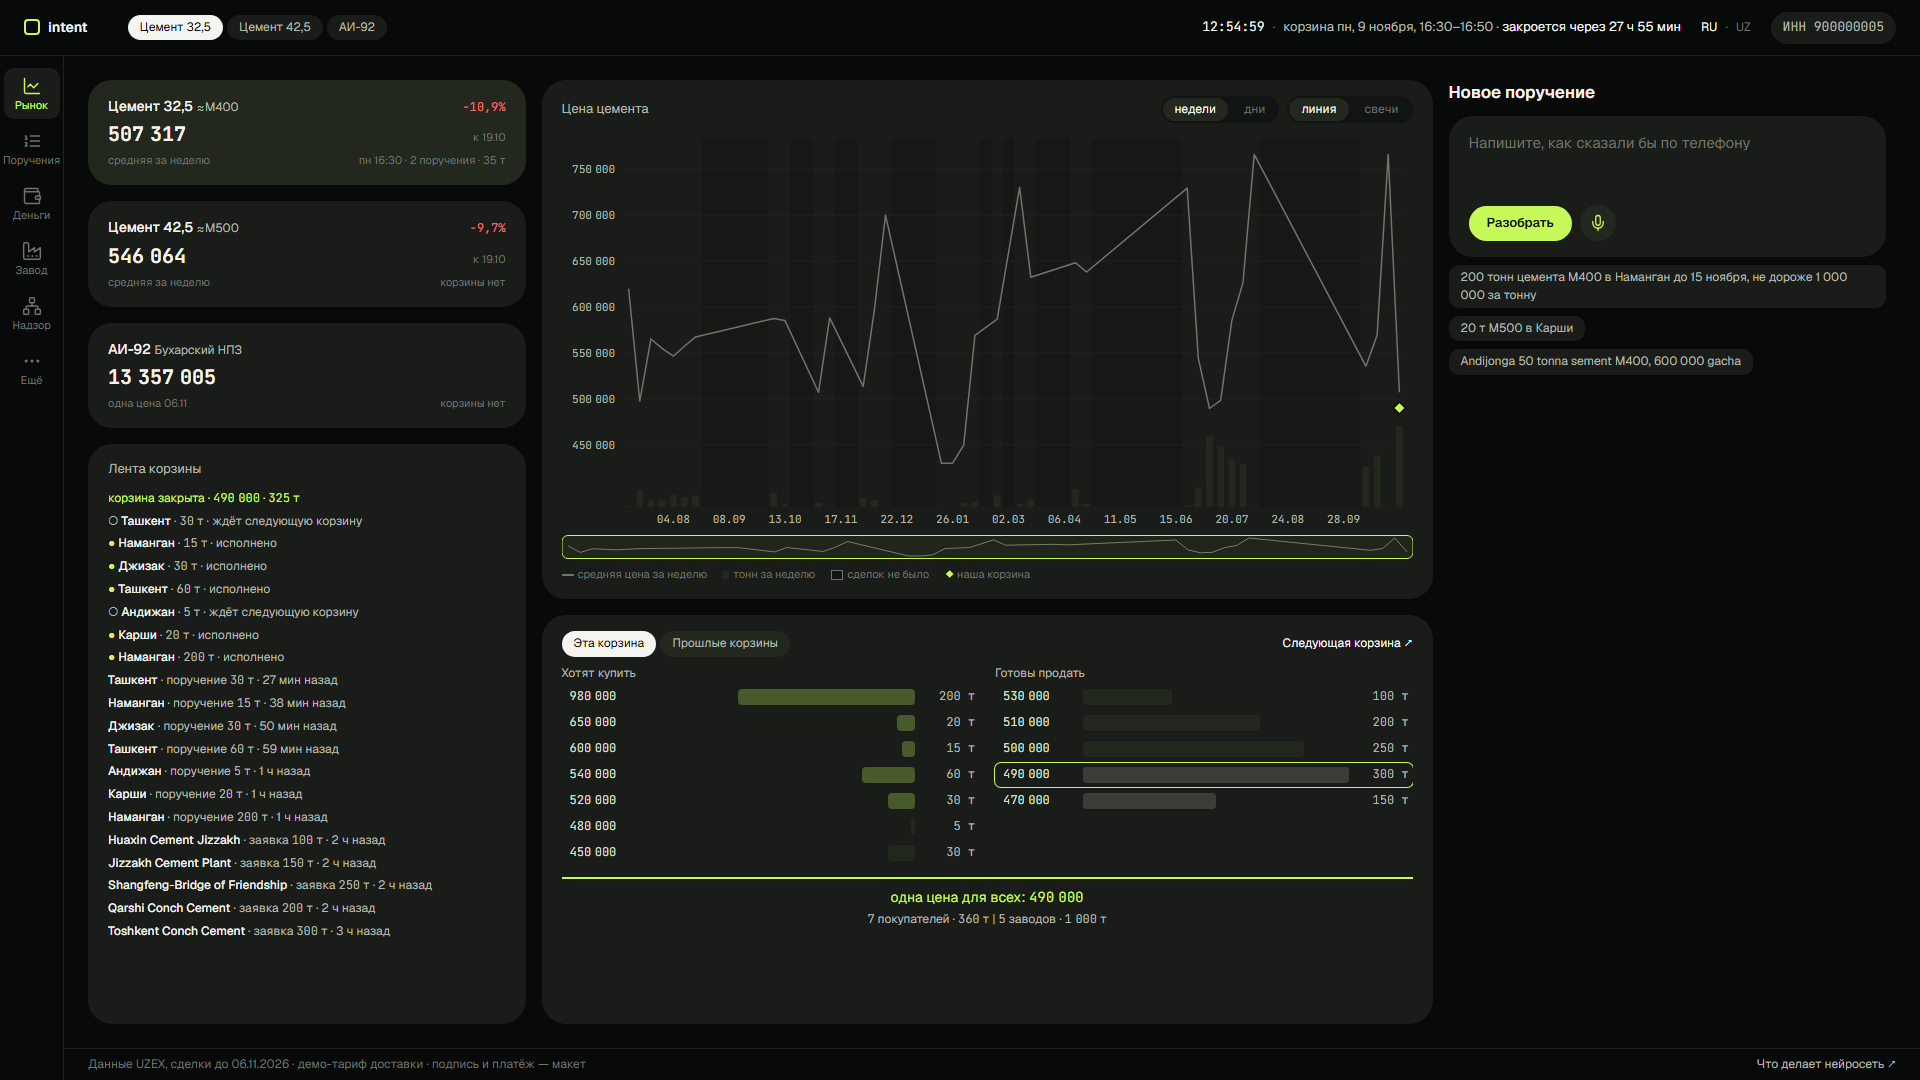 intent
Цемент 32,5
Цемент 42,5
АИ-92
12:54:59 · корзина пн, 9 ноября, 16:30–16:50 · закроется через 27 ч 55 мин
RU · UZ
ИНН 900000005
Рынок
Поручения
Деньги
Завод
Надзор
Ещё
Цемент 32,5 ≈M400
-10,9%
507 317
к 19.10
средняя за неделю
пн 16:30 · 2 поручения · 35 т
Цемент 42,5 ≈M500
-9,7%
546 064
к 19.10
средняя за неделю
корзины нет
АИ-92 Бухарский НПЗ
13 357 005
одна цена 06.11
корзины нет
Лента корзины
корзина закрыта · 490 000 · 325 т
Ташкент · 30 т · ждёт следующую корзину
Наманган · 15 т · исполнено
Джизак · 30 т · исполнено
Ташкент · 60 т · исполнено
Андижан · 5 т · ждёт следующую корзину
Карши · 20 т · исполнено
Наманган · 200 т · исполнено
Ташкент · поручение 30 т · 27 мин назад
Наманган · поручение 15 т · 38 мин назад
Джизак · поручение 30 т · 50 мин назад
Ташкент · поручение 60 т · 59 мин назад
Андижан · поручение 5 т · 1 ч назад
Карши · поручение 20 т · 1 ч назад
Наманган · поручение 200 т · 1 ч назад
Huaxin Cement Jizzakh · заявка 100 т · 2 ч назад
Jizzakh Cement Plant · заявка 150 т · 2 ч назад
Shangfeng-Bridge of Friendship · заявка 250 т · 2 ч назад
Qarshi Conch Cement · заявка 200 т · 2 ч назад
Toshkent Conch Cement · заявка 300 т · 3 ч назад
Цена цемента
недели
дни
линия
свечи
750 000
700 000
650 000
600 000
550 000
500 000
450 000
04.08 08.09 13.10 17.11 22.12 26.01 02.03 06.04 11.05 15.06 20.07 24.08 28.09
средняя цена за неделю
тонн за неделю
сделок не было
наша корзина
Эта корзина
Прошлые корзины
Следующая корзина ↗
Хотят купить
980 000 200 т
650 000 20 т
600 000 15 т
540 000 60 т
520 000 30 т
480 000 5 т
450 000 30 т
Готовы продать
530 000 100 т
510 000 200 т
500 000 250 т
490 000 300 т
470 000 150 т
одна цена для всех: 490 000
7 покупателей · 360 т | 5 заводов · 1 000 т
Новое поручение
Напишите, как сказали бы по телефону
Разобрать
200 тонн цемента М400 в Наманган до 15 ноября, не дороже 1 000
000 за тонну
20 т М500 в Карши
Andijonga 50 tonna sement M400, 600 000 gacha
Данные UZEX, сделки до 06.11.2026 · демо-тариф доставки · подпись и платёж — макет
Что делает нейросеть ↗